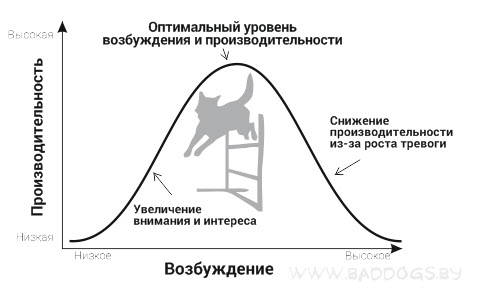 Оптимальный уровень
возбуждения и производительности
Высокая
Производительность
Снижение
производительности
из-за роста тревоги
Увеличение
внимания и интереса
Низкая
Низкое
Высокое
Возбуждение
WWW.BADDOGS.BY